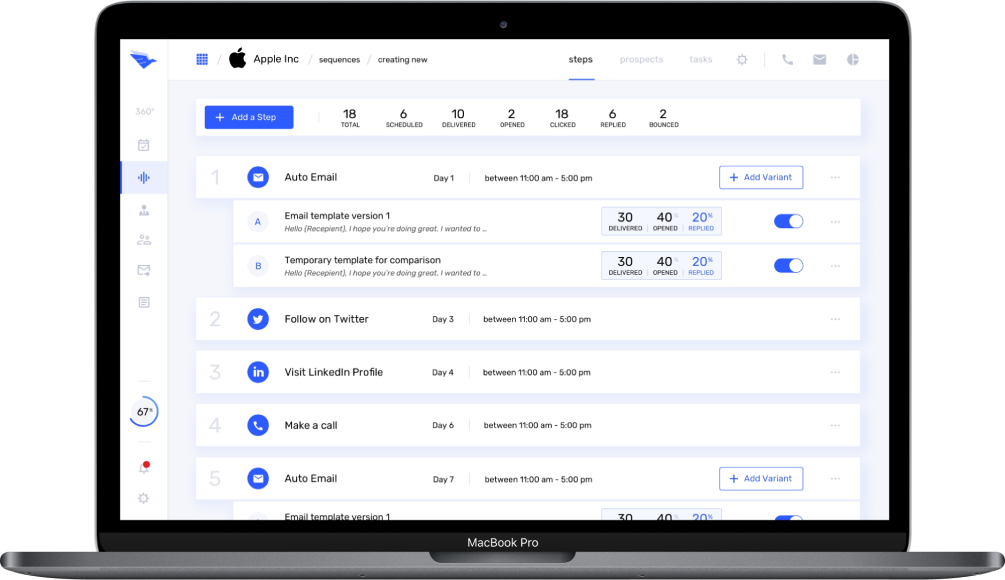 / Apple Inc / sequences / creating new steps prospects tasks
360°
+ Add a Step 18 6 10 2 18 6 2
TOTAL SCHEDULED DELIVERED OPENED CLICKED REPLIED BOUNCED
1 Auto Email Day 1 between 11:00 am - 5:00 pm + Add Variant ...
A Email template version 1 30 40% 20%
Hello {Recepient}, I hope you're doing great. I wanted to ... DELIVERED OPENED REPLIED
B Temporary template for comparison 30 40% 20%
Hello {Recepient}, I hope you're doing great. I wanted to ... DELIVERED OPENED REPLIED
2 Follow on Twitter Day 3 between 11:00 am - 5:00 pm ...
3 in Visit LinkedIn Profile Day 4 between 11:00 am - 5:00 pm ...
67%
4 Make a call Day 6 between 11:00 am - 5:00 pm ...
5 Auto Email Day 7 between 11:00 am - 5:00 pm + Add Variant ...
Email template version 1 30 40% 20%
MacBook Pro